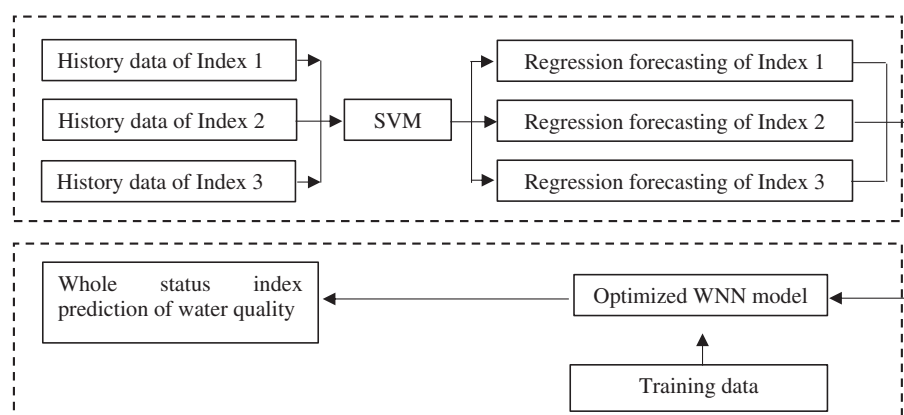 History data of Index 1
Regression forecasting of Index 1
History data of Index 2
SVM
Regression forecasting of Index 2
History data of Index 3
Regression forecasting of Index 3
Whole status index
prediction of water quality
Optimized WNN model
Training data